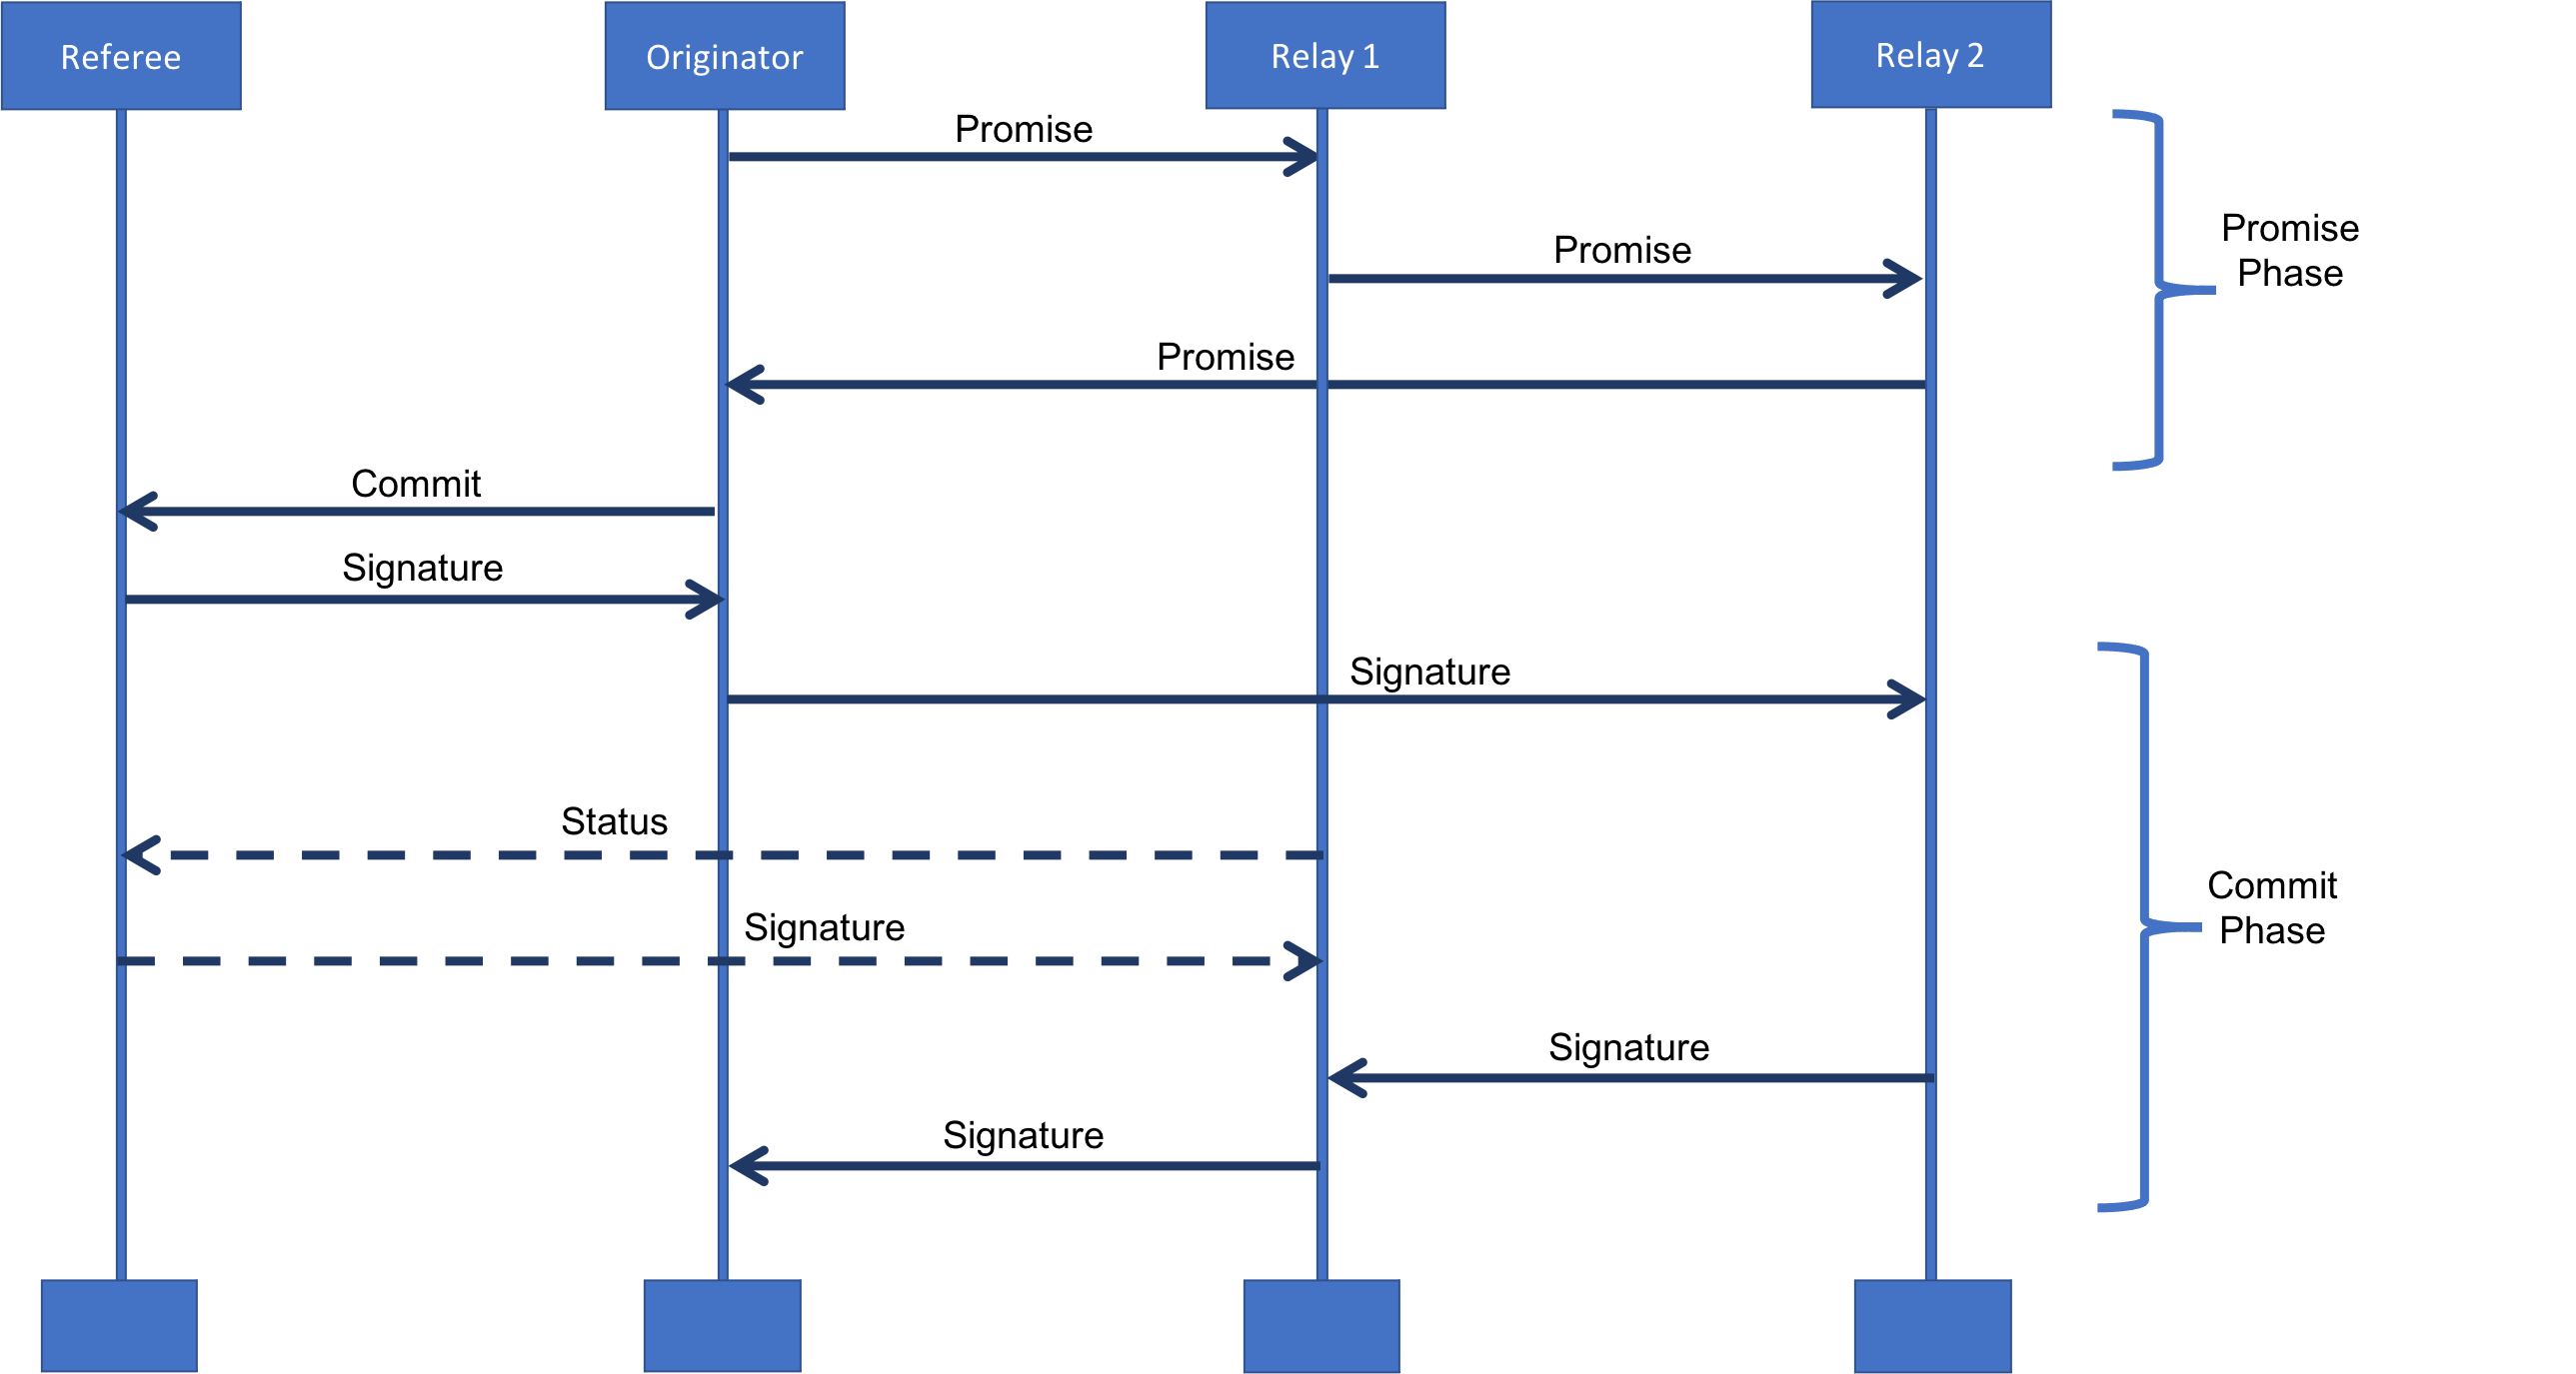 Referee
Originator
Relay 1
Relay 2
Promise
Promise
Promise
Phase
Promise
Commit
Signature
Signature
Status
Commit
Phase
Signature
Signature
Signature